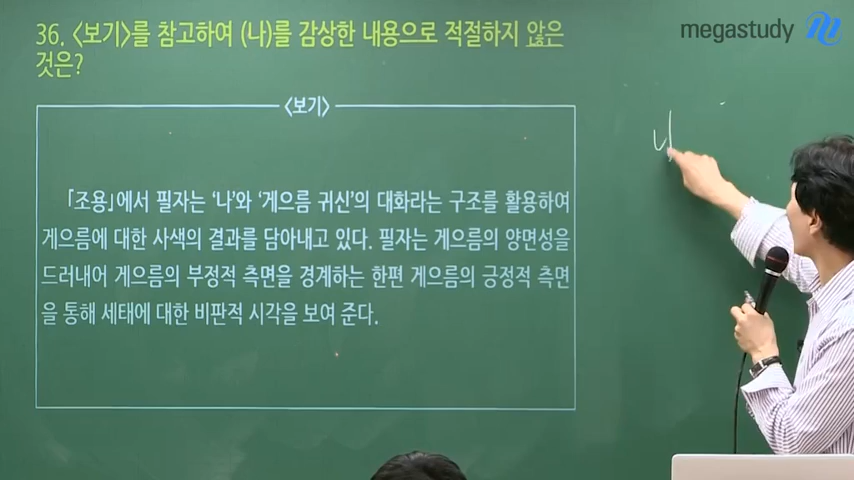 36. <보기>를 참고하여 (나)를 감상한 내용으로 적절하지 않은
것은?
megastudy
<보기>
「조용」에서 필자는 '나'와 '게으름 귀신'의 대화라는 구조를 활용하여
게으름에 대한 사색의 결과를 담아내고 있다. 필자는 게으름의 양면성을
드러내어 게으름의 부정적 측면을 경계하는 한편 게으름의 긍정적 측면
을 통해 세태에 대한 비판적 시각을 보여 준다.
나